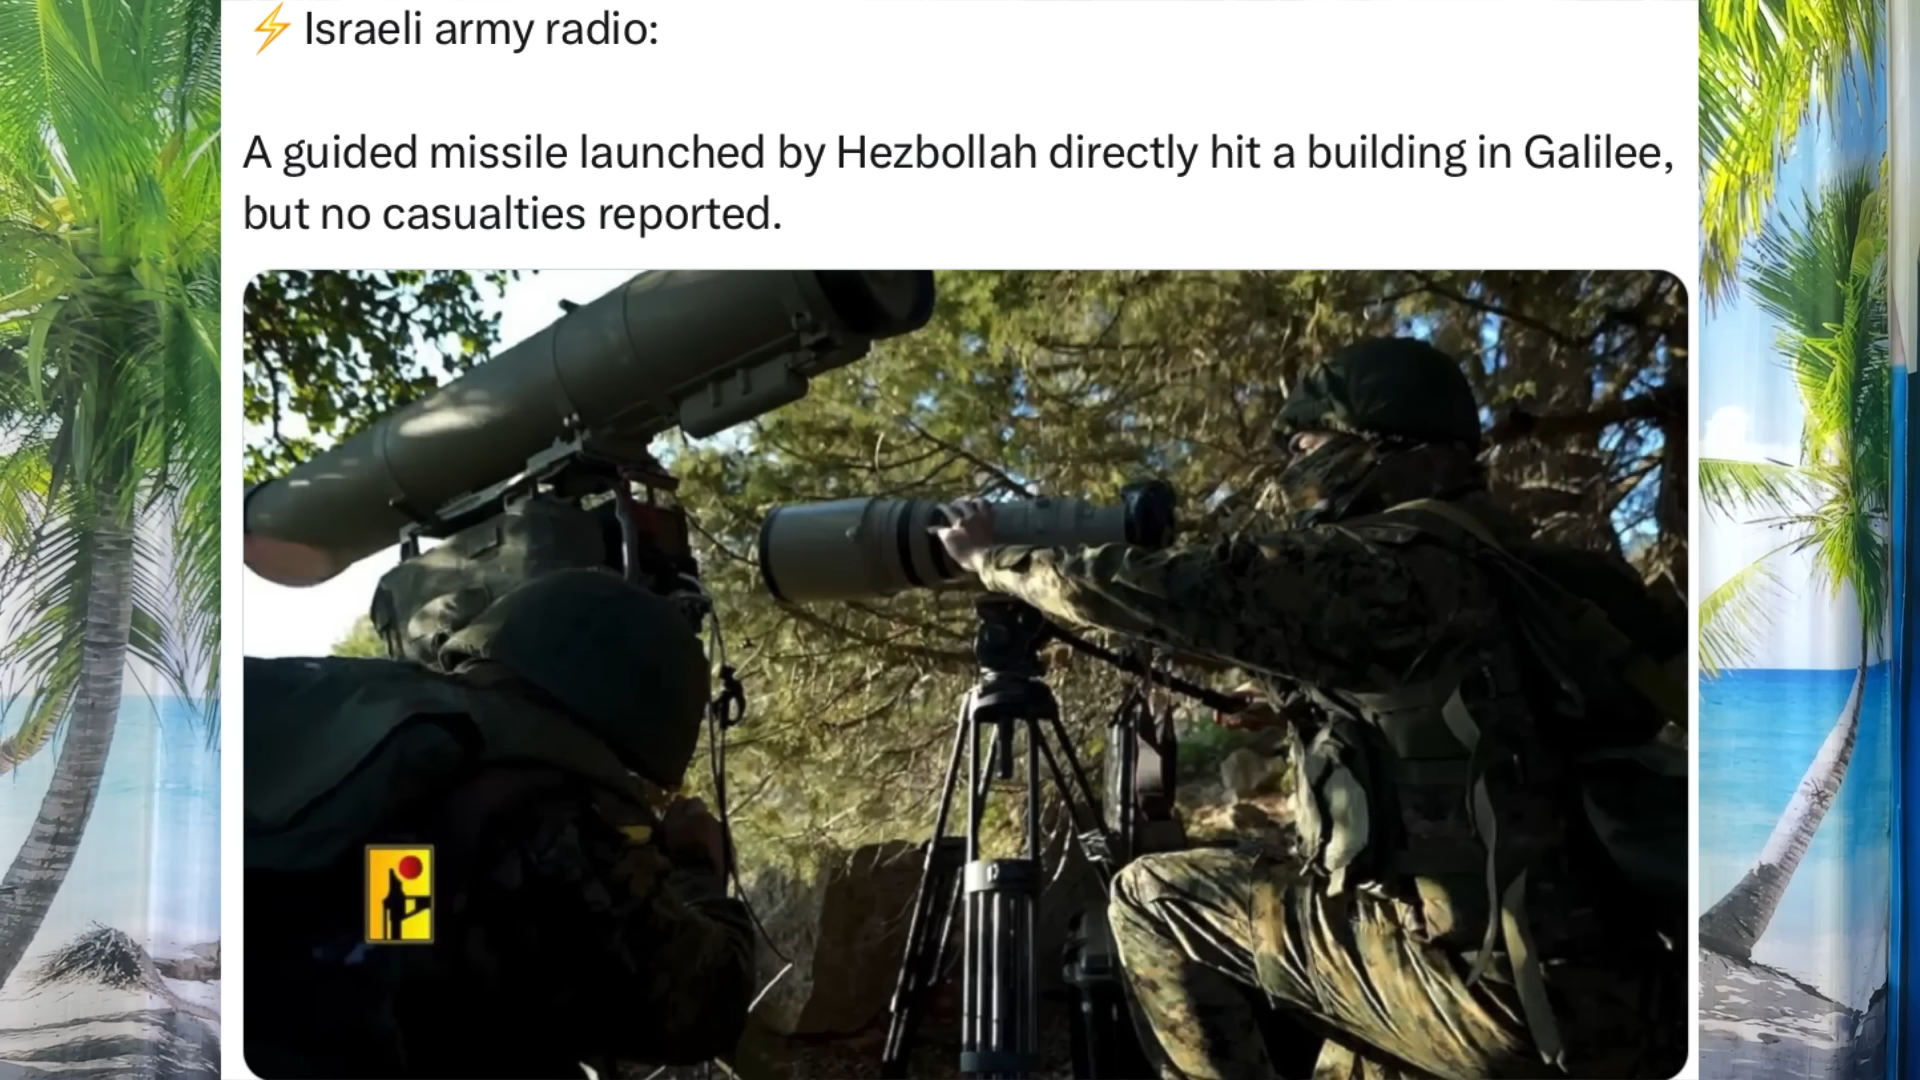 ⚡ Israeli army radio:
A guided missile launched by Hezbollah directly hit a building in Galilee,
but no casualties reported.